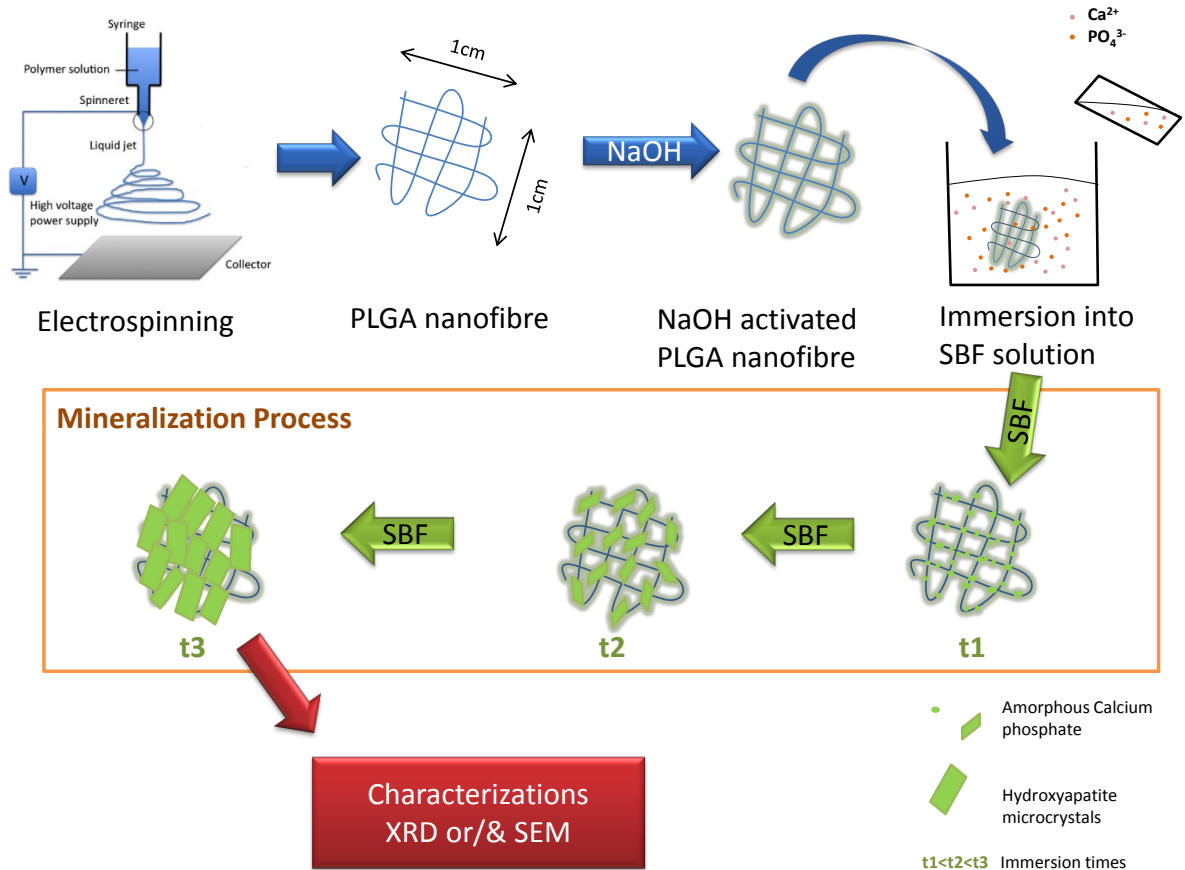 Syringe
Polymer solution
Spinneret
Liquid jet
V
High voltage
power supply
Collector
Electrospinning
1cm
1cm
PLGA nanofibre
NaOH
NaOH activated
PLGA nanofibre
Ca²⁺
PO₄³⁻
Immersion into
SBF solution
SBF
Mineralization Process
SBF
SBF
t3
t2
t1
Characterizations
XRD or/& SEM
Amorphous Calcium
phosphate
Hydroxyapatite
microcrystals
t1<t2<t3 Immersion times